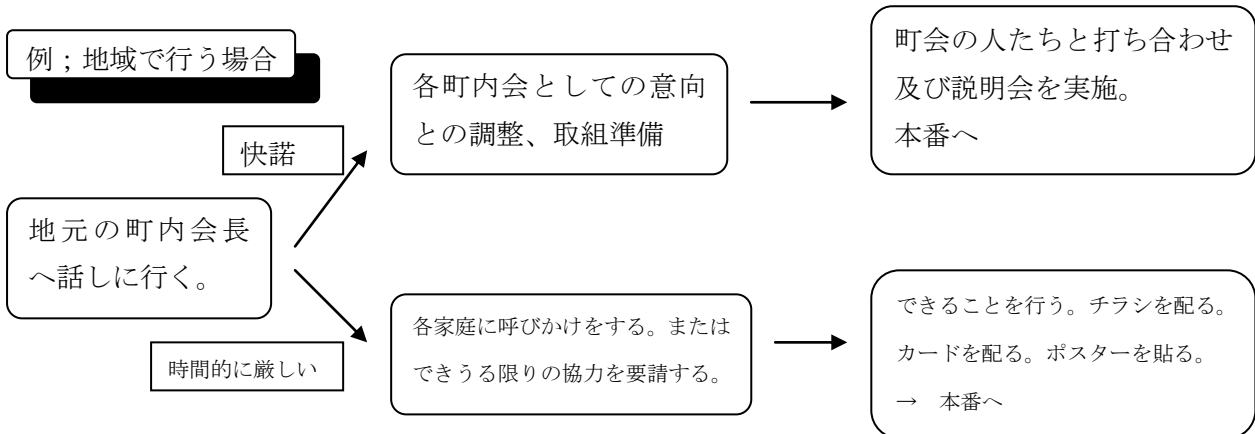 例；地域で行う場合
快諾
地元の町内会長
へ話しに行く。
時間的に厳しい
各町内会としての意向
との調整、取組準備
町会の人たちと打ち合わせ
及び説明会を実施。
本番へ
各家庭に呼びかけをする。または
できうる限りの協力を要請する。
できることを行う。チラシを配る。
カードを配る。ポスターを貼る。
→　本番へ